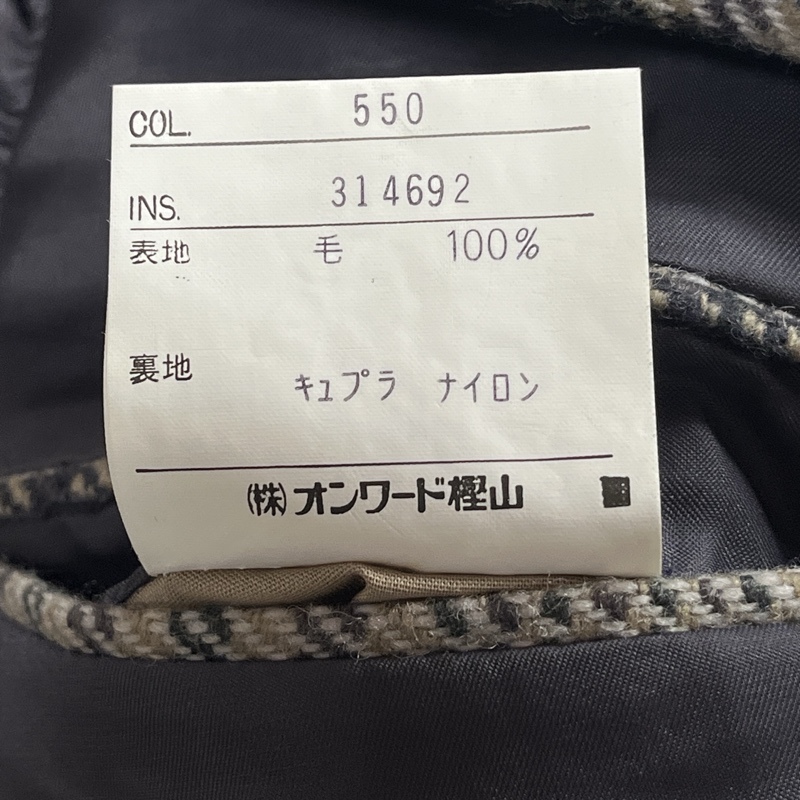 COL. 550
INS. 314692
表地 毛 100%
裏地
キュプラ ナイロン
(株)オンワード樫山